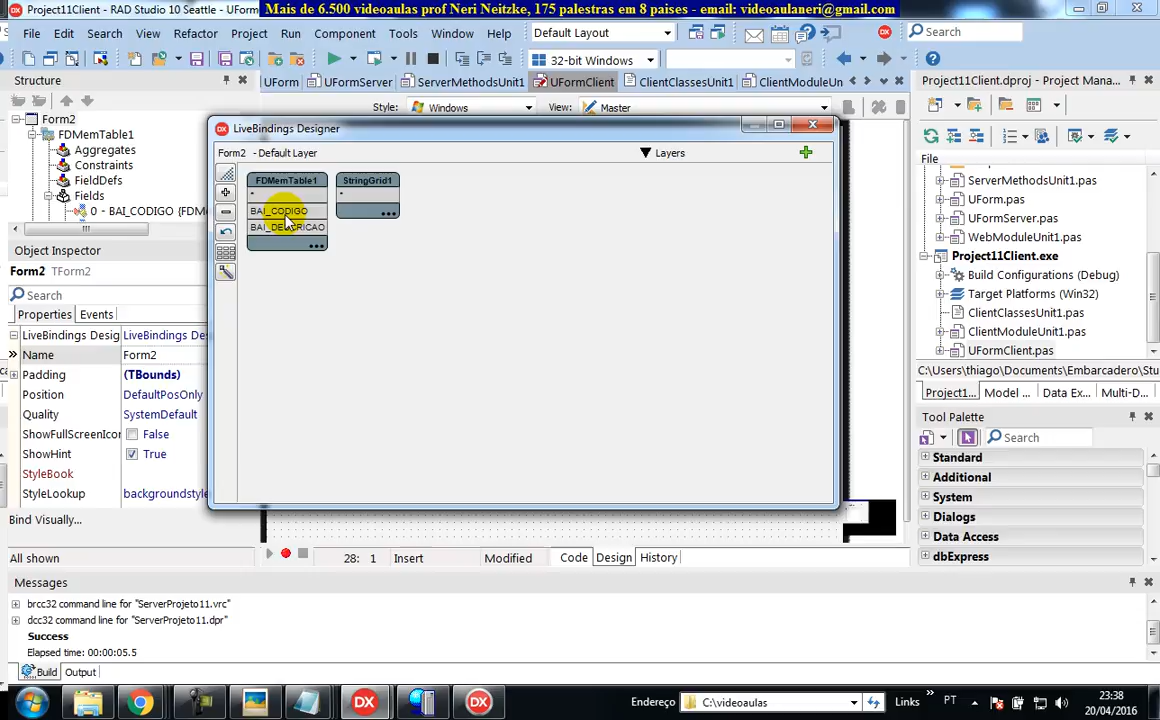 Project11Client - RAD Studio 10 Seattle - UForm
Mais de 6.500 videoaulas prof Neri Neitzke, 175 palestras em 8 paises - email: videoaulaneri@gmail.com
File Edit Search View Refactor Project Run Component Tools Window Help
Default Layout
Search
32-bit Windows
Structure
UForm UFormServer ServerMethodsUnit1 UFormClient ClientClassesUnit1 ClientModuleUn
Project11Client.dproj - Project Mana...
Style: Windows View: Master
Form2
FDMemTable1
Aggregates
Constraints
FieldDefs
Fields
0 - BAI_CODIGO {FDM
LiveBindings Designer
Form2 - Default Layer
Layers
FDMemTable1
*
BAI_CODIGO
BAI_DESCRICAO
StringGrid1
*
File
ServerMethodsUnit1.pas
UForm.pas
UFormServer.pas
WebModuleUnit1.pas
Project11Client.exe
Build Configurations (Debug)
Target Platforms (Win32)
ClientClassesUnit1.pas
ClientModuleUnit1.pas
UFormClient.pas
C:\Users\thiago\Documents\Embarcadero\Stu
Project1... Model ... Data Ex... Multi-D...
Object Inspector
Form2 TForm2
Search
Properties Events
LiveBindings Desig LiveBindings De
Name Form2
Padding (TBounds)
Position DefaultPosOnly
Quality SystemDefault
ShowFullScreenIcon False
ShowHint True
StyleBook
StyleLookup backgroundstyle
Bind Visually...
All shown
28: 1 Insert Modified Code Design History
Tool Palette
Search
Standard
Additional
System
Dialogs
Data Access
dbExpress
Messages
brcc32 command line for "ServerProjeto11.vrc"
dcc32 command line for "ServerProjeto11.dpr"
Success
Elapsed time: 00:00:05.5
Build Output
Endereço C:\videoaulas Links PT
23:38
20/04/2016